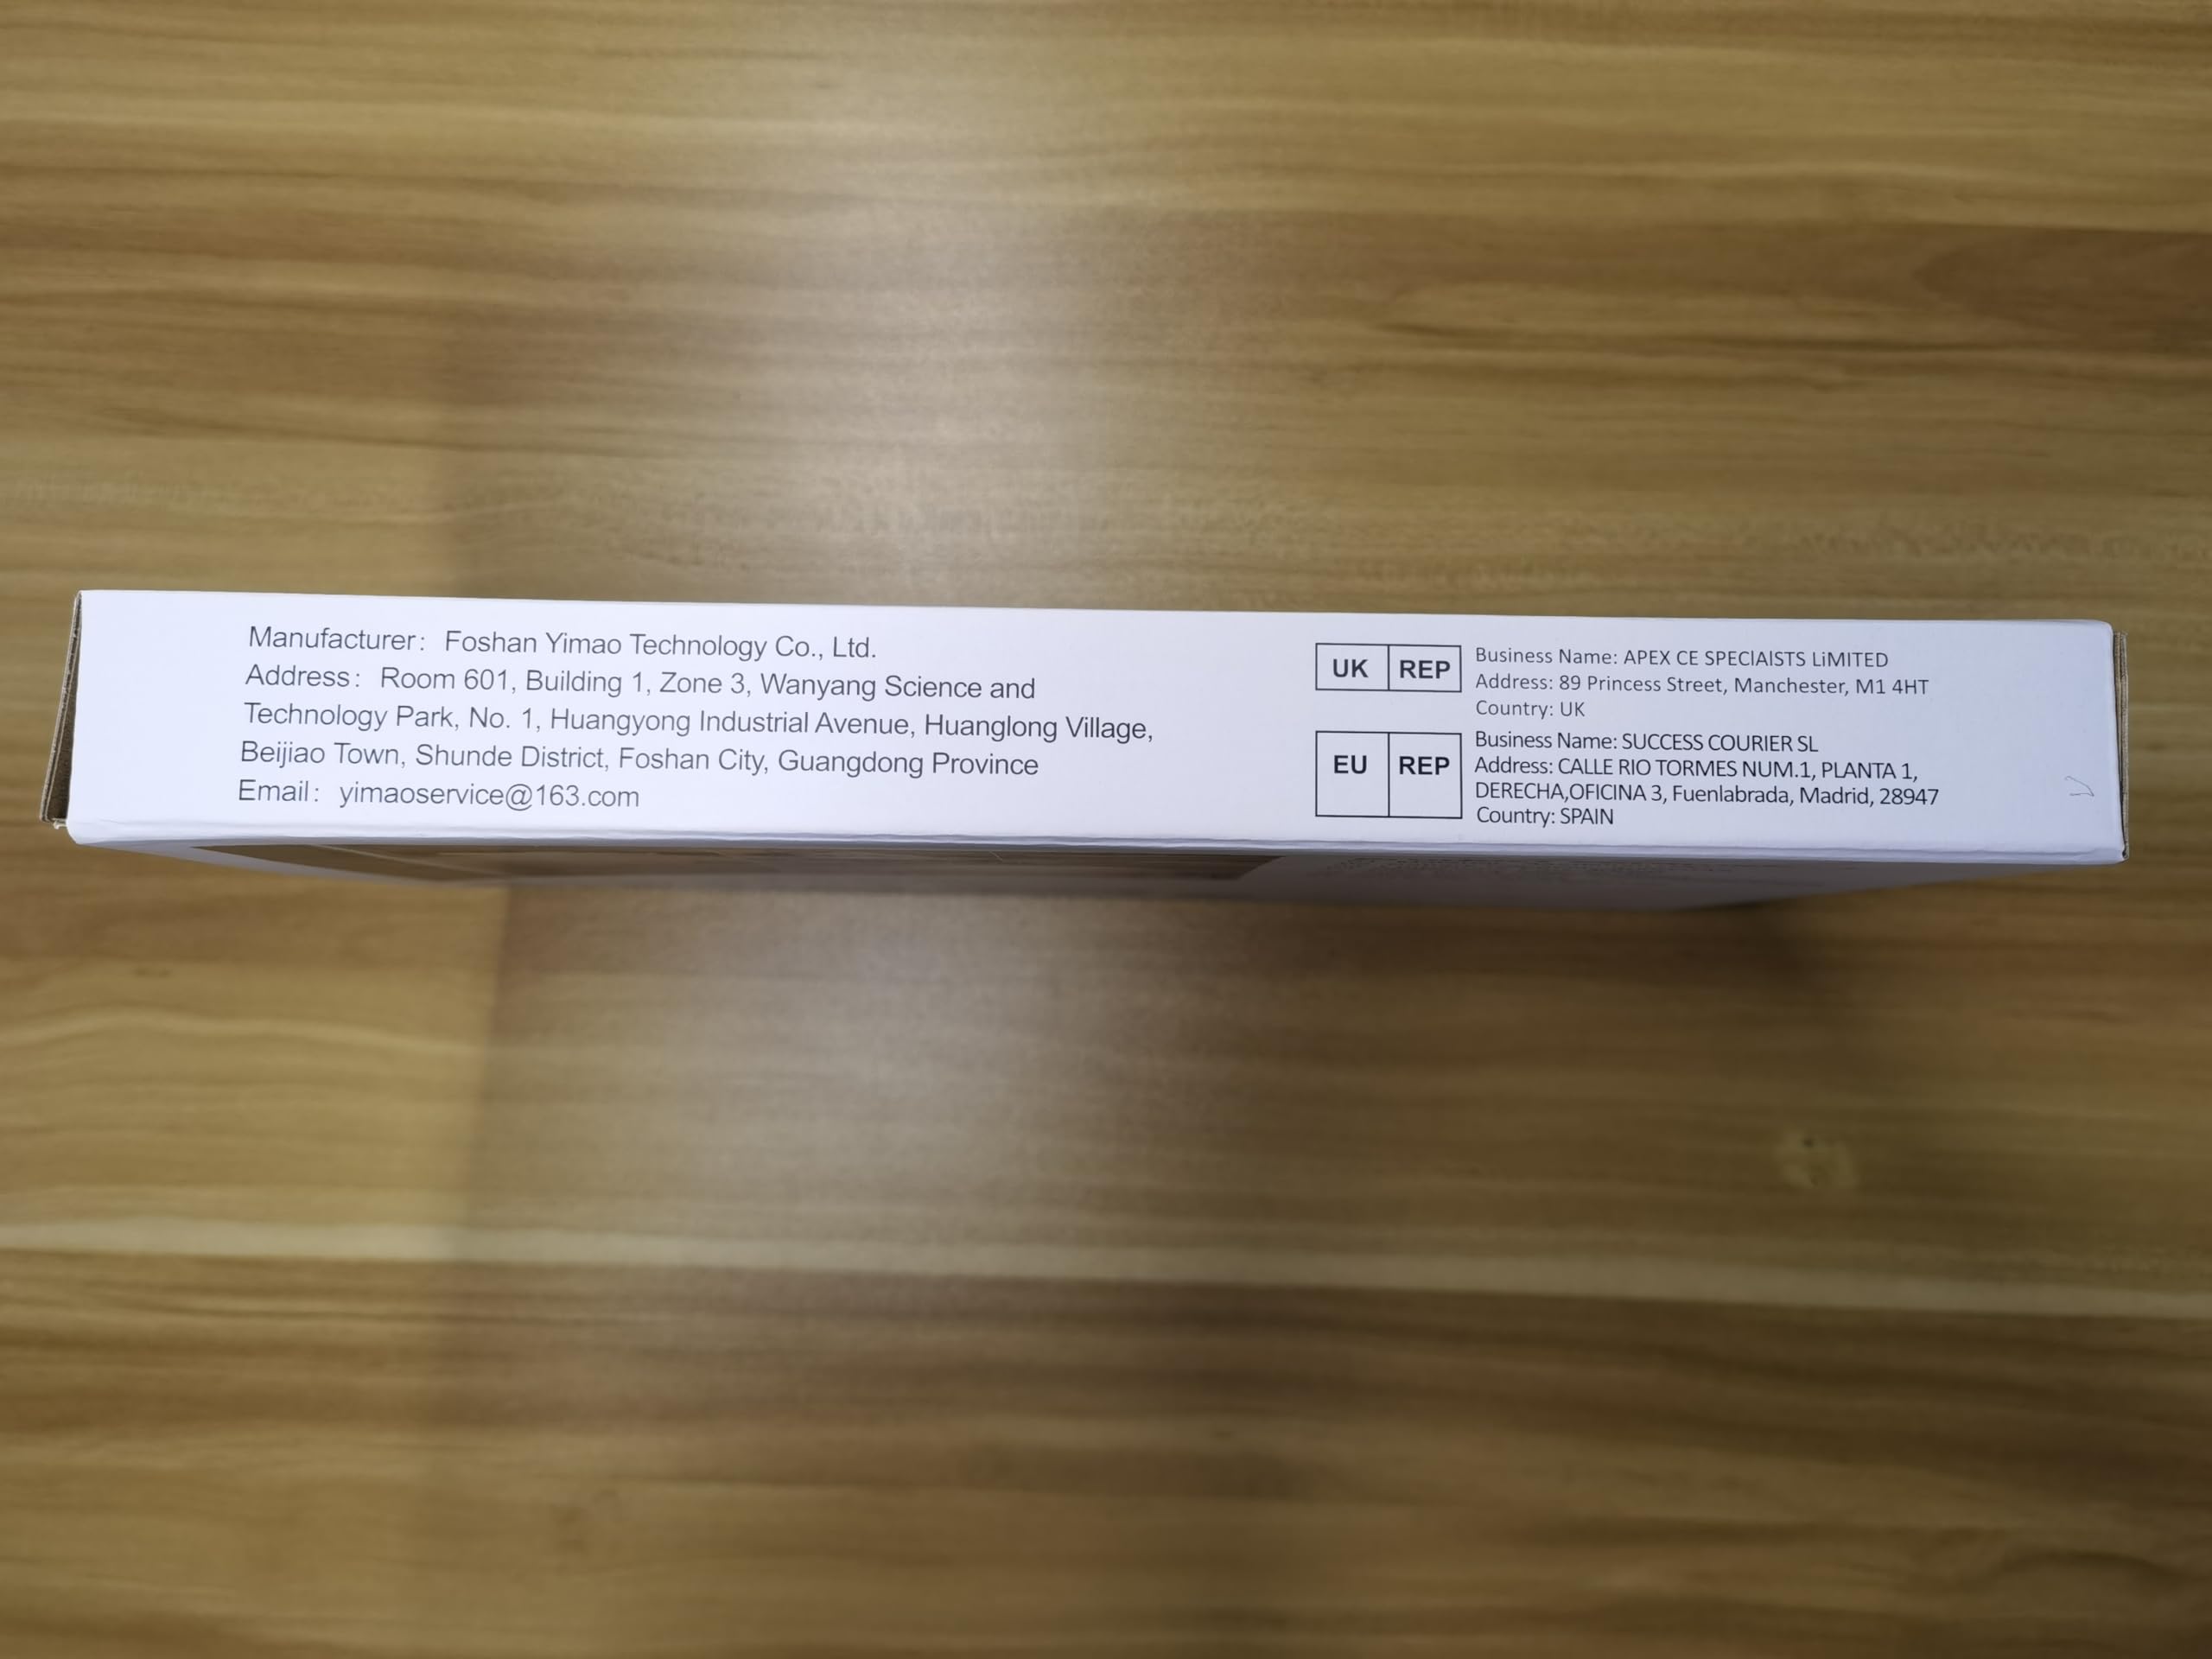 Manufacturer: Foshan Yimao Technology Co., Ltd.
Address: Room 601, Building 1, Zone 3, Wanyang Science and
Technology Park, No. 1, Huangyong Industrial Avenue, Huanglong Village,
Beijiao Town, Shunde District, Foshan City, Guangdong Province
Email: yimaoservice@163.com
UK REP
Business Name: APEX CE SPECIAlSTS LiMITED
Address: 89 Princess Street, Manchester, M1 4HT
Country: UK
EU REP
Business Name: SUCCESS COURIER SL
Address: CALLE RIO TORMES NUM.1, PLANTA 1,
DERECHA,OFICINA 3, Fuenlabrada, Madrid, 28947
Country: SPAIN